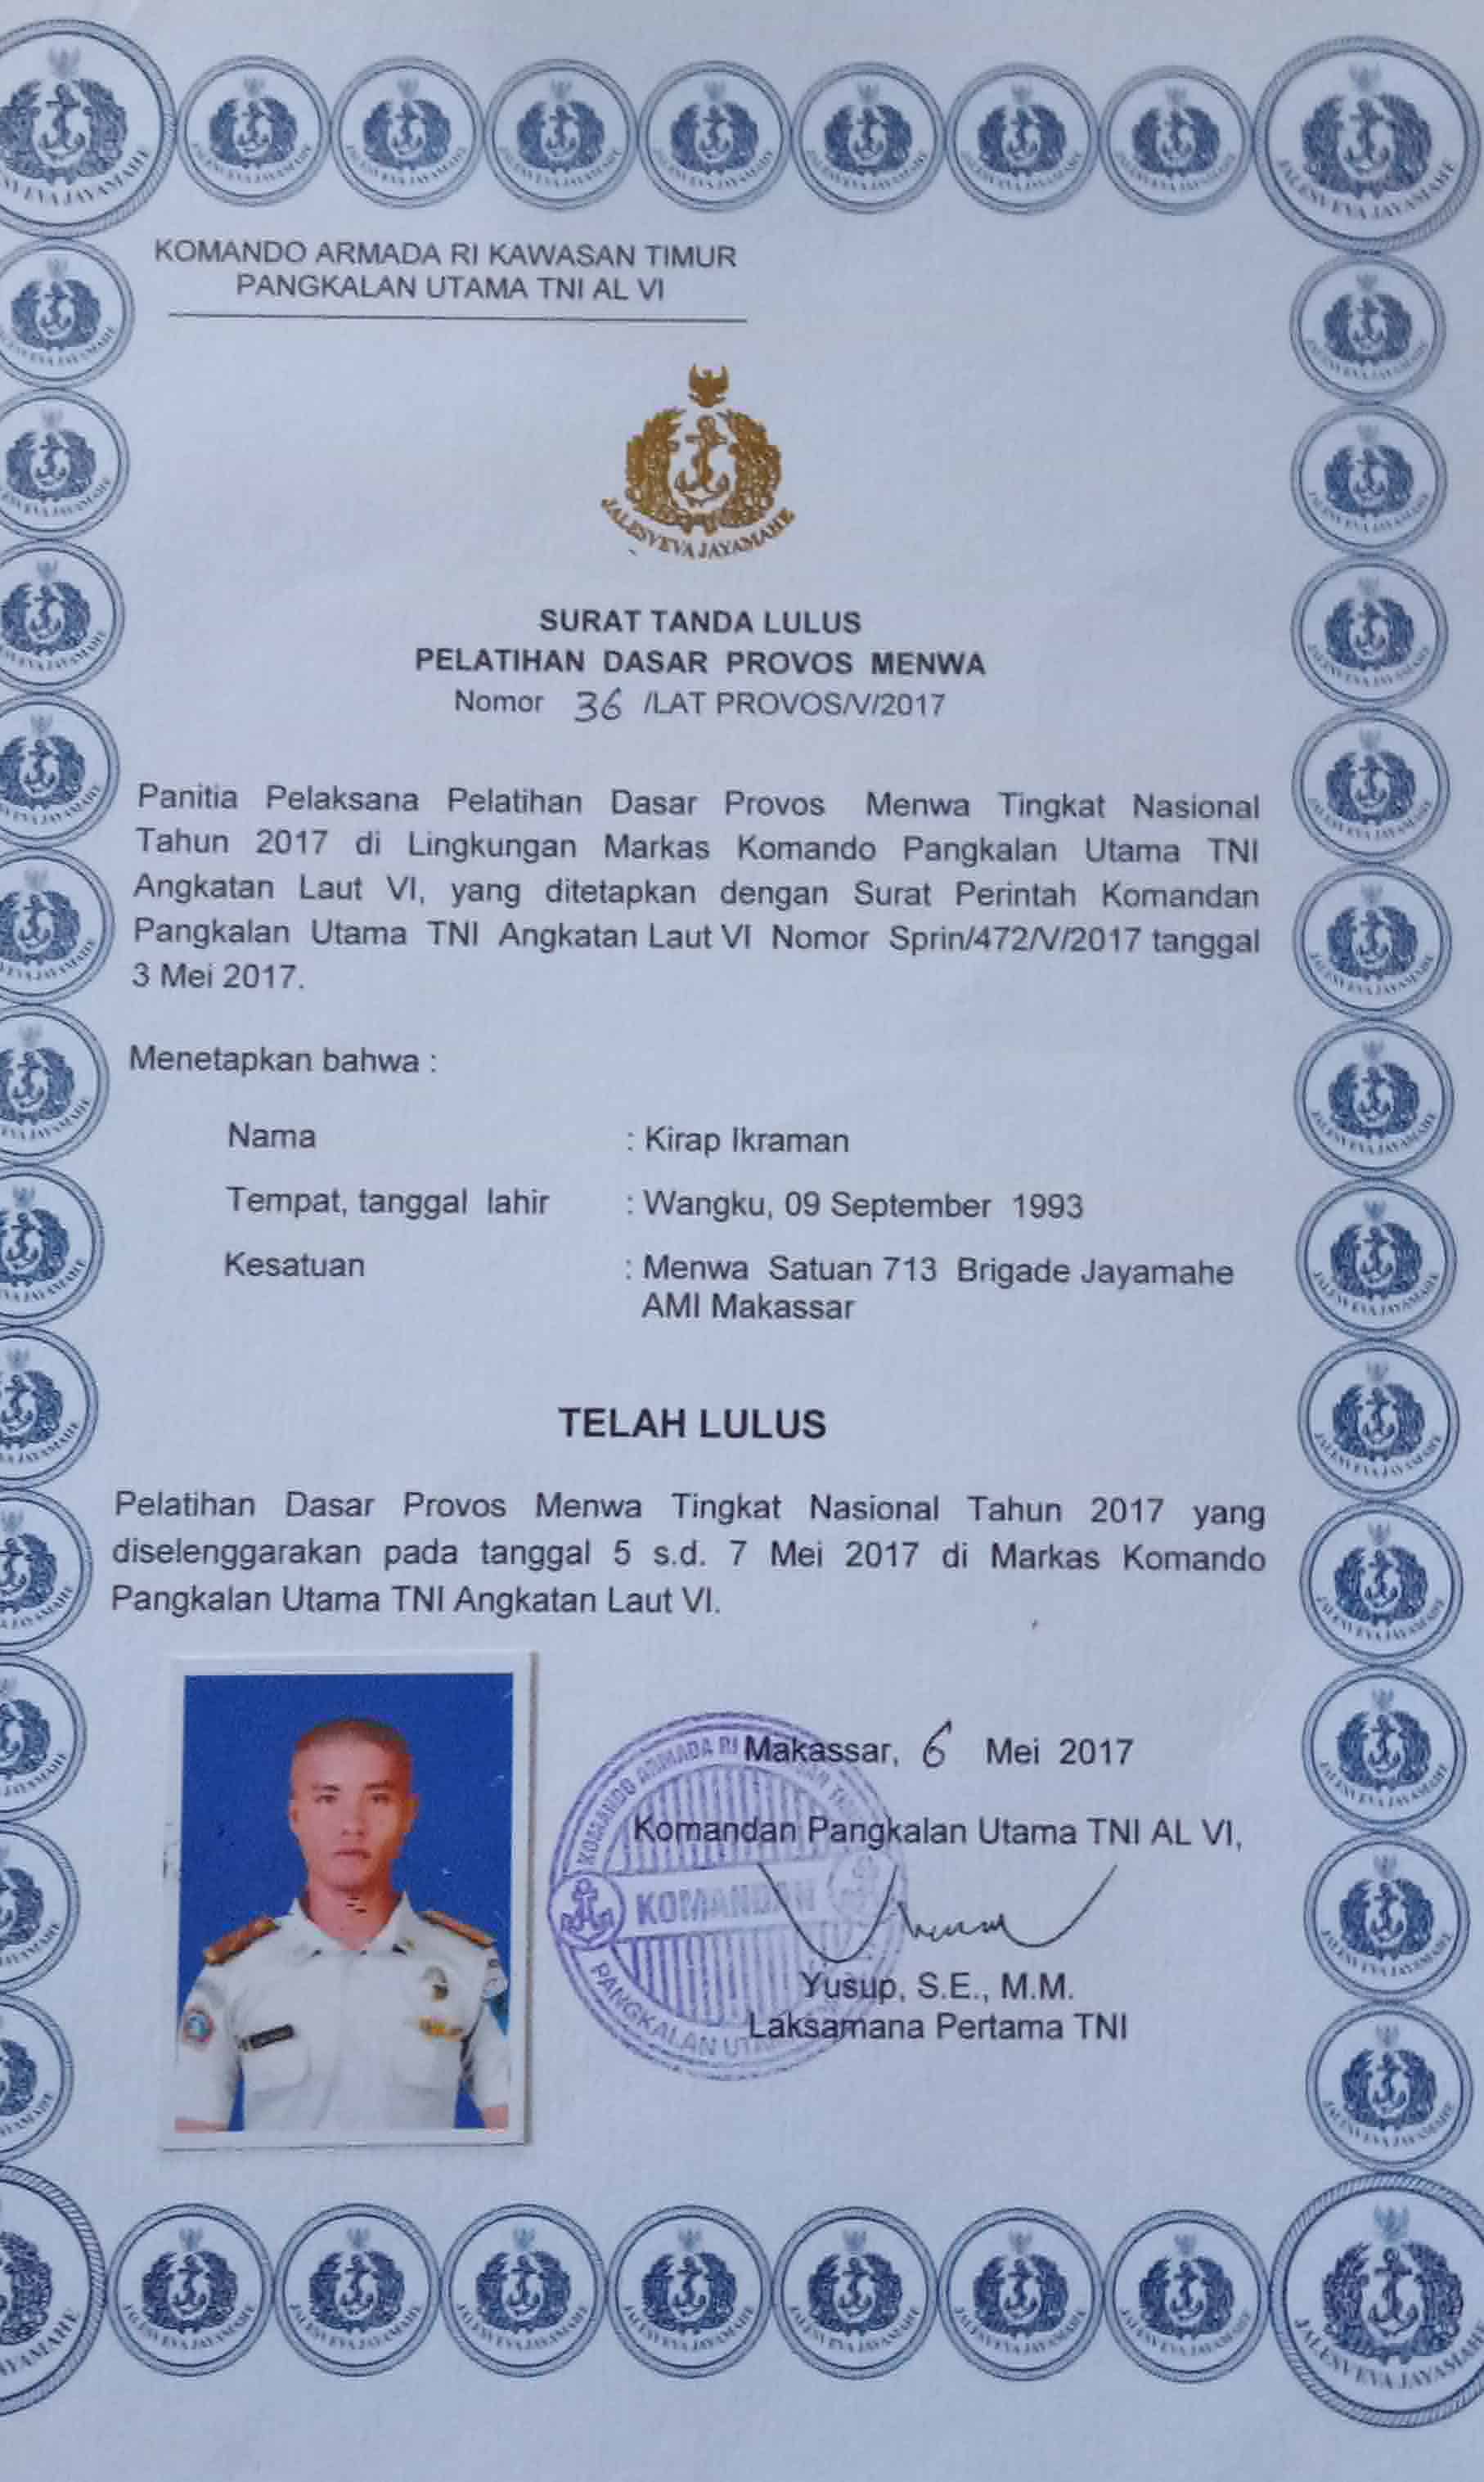 KOMANDO ARMADA RI KAWASAN TIMUR
PANGKALAN UTAMA TNI AL VI
JALESVEVA JAYAMAHE
SURAT TANDA LULUS
PELATIHAN DASAR PROVOS MENWA
Nomor 36 /LAT PROVOS/V/2017
Panitia Pelaksana Pelatihan Dasar Provos Menwa Tingkat Nasional
Tahun 2017 di Lingkungan Markas Komando Pangkalan Utama TNI
Angkatan Laut VI, yang ditetapkan dengan Surat Perintah Komandan
Pangkalan Utama TNI Angkatan Laut VI Nomor Sprin/472/V/2017 tanggal
3 Mei 2017.
Menetapkan bahwa :
Nama : Kirap Ikraman
Tempat, tanggal lahir : Wangku, 09 September 1993
Kesatuan : Menwa Satuan 713 Brigade Jayamahe
AMI Makassar
TELAH LULUS
Pelatihan Dasar Provos Menwa Tingkat Nasional Tahun 2017 yang
diselenggarakan pada tanggal 5 s.d. 7 Mei 2017 di Markas Komando
Pangkalan Utama TNI Angkatan Laut VI.
Makassar, 6 Mei 2017
Komandan Pangkalan Utama TNI AL VI,
KOMANDO ARMADA RI
KOMANDAN
PANGKALAN UTAMA
Yusup, S.E., M.M.
Laksamana Pertama TNI